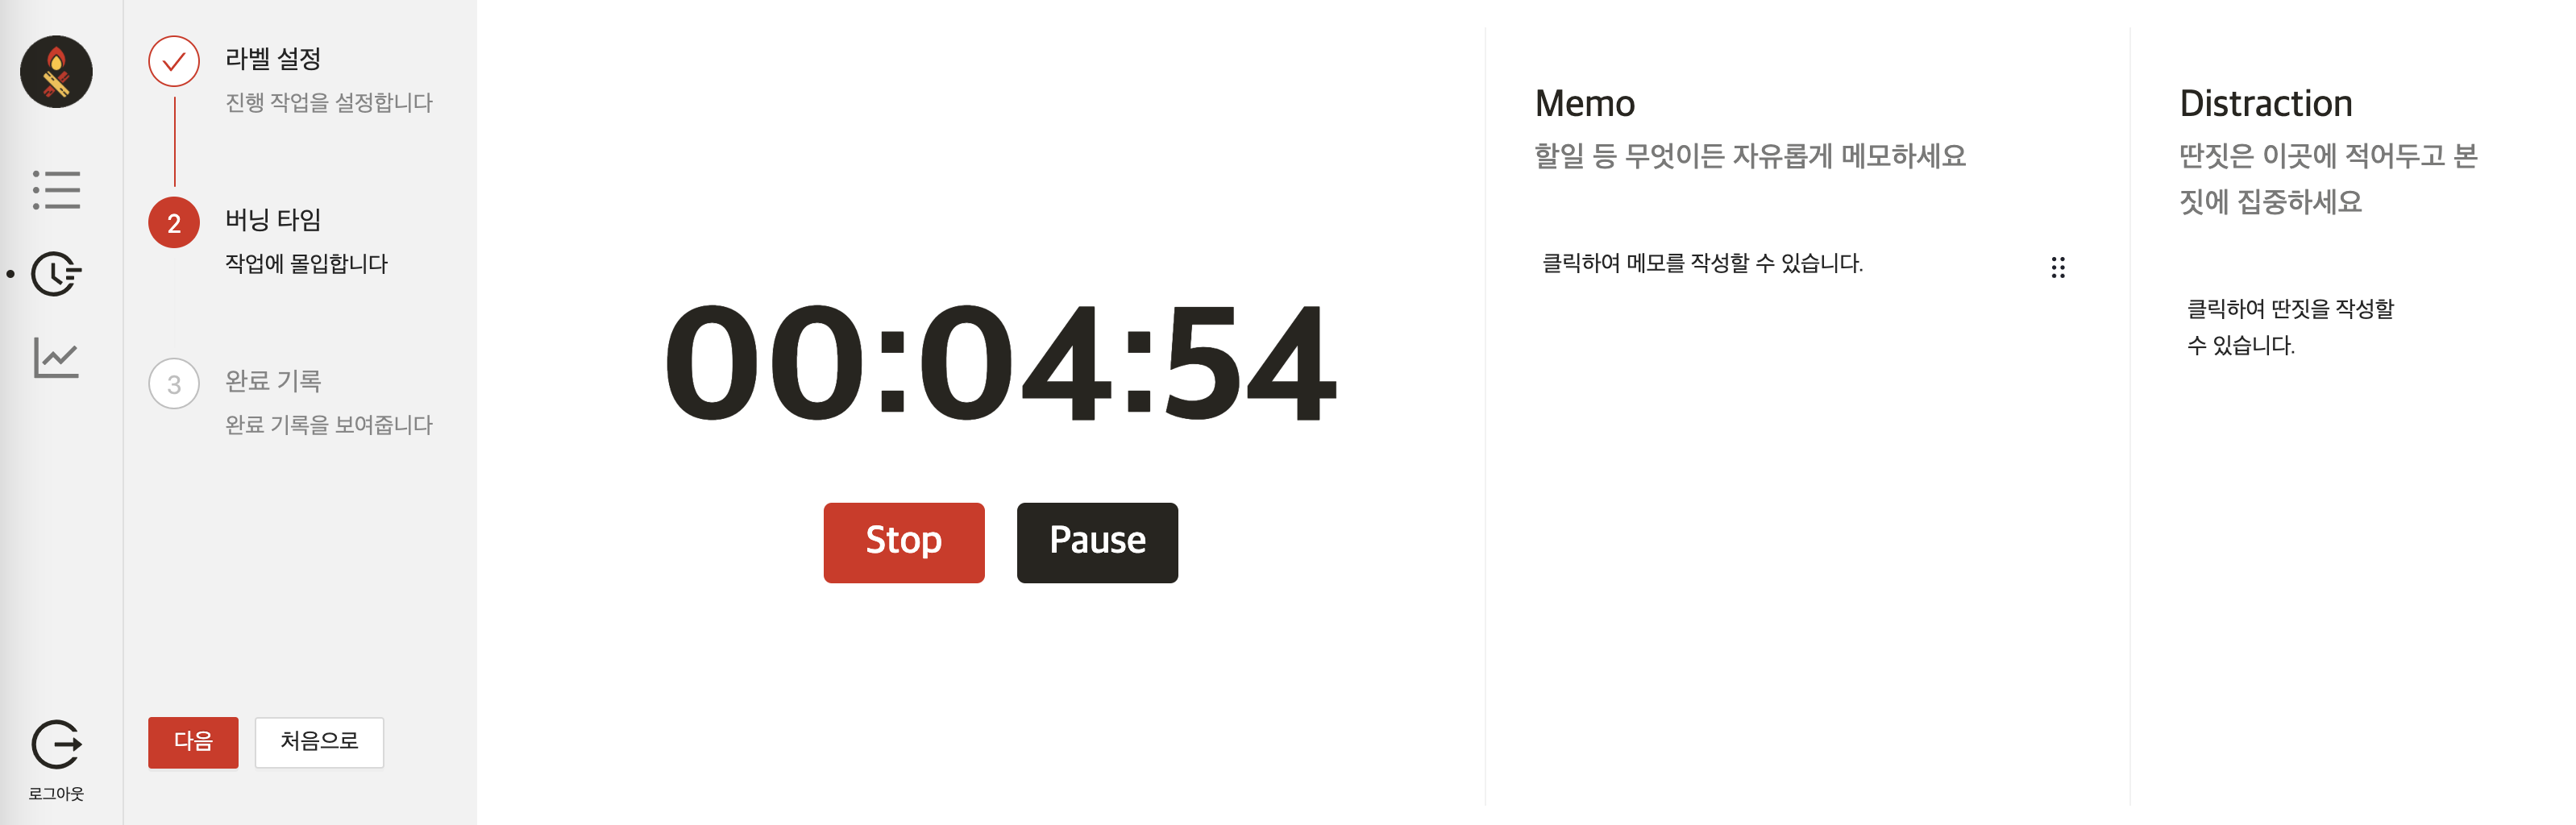 라벨 설정
진행 작업을 설정합니다
2
버닝 타임
작업에 몰입합니다
3
완료 기록
완료 기록을 보여줍니다
다음
처음으로
로그아웃
00:04:54
Stop
Pause
Memo
할일 등 무엇이든 자유롭게 메모하세요
클릭하여 메모를 작성할 수 있습니다.
Distraction
딴짓은 이곳에 적어두고 본
짓에 집중하세요
클릭하여 딴짓을 작성할
수 있습니다.